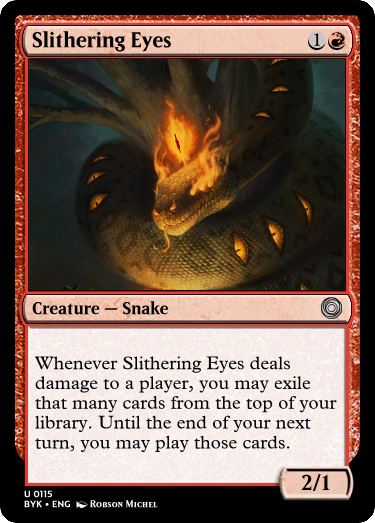 Slithering Eyes 1
Creature — Snake
Whenever Slithering Eyes deals
damage to a player, you may exile
that many cards from the top of your
library. Until the end of your next
turn, you may play those cards.
2/1
U 0115
BYK • ENG Robson Michel